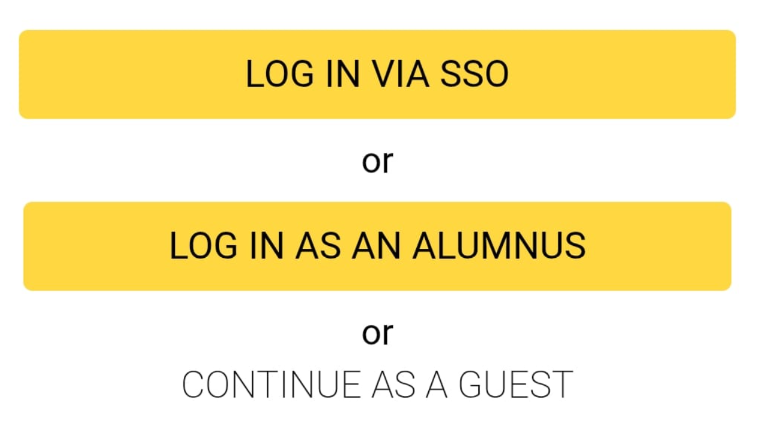 LOG IN VIA SSO
or
LOG IN AS AN ALUMNUS
or
CONTINUE AS A GUEST